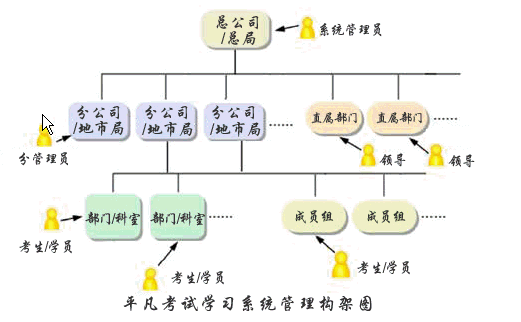 总公司
/总局
系统管理员
分公司
/地市局
分公司
/地市局
分公司
/地市局
直属部门
直属部门
分管理员
领导
领导
部门/科室
部门/科室
成员组
成员组
考生/学员
考生/学员
考生/学员
平凡考试学习系统管理构架图